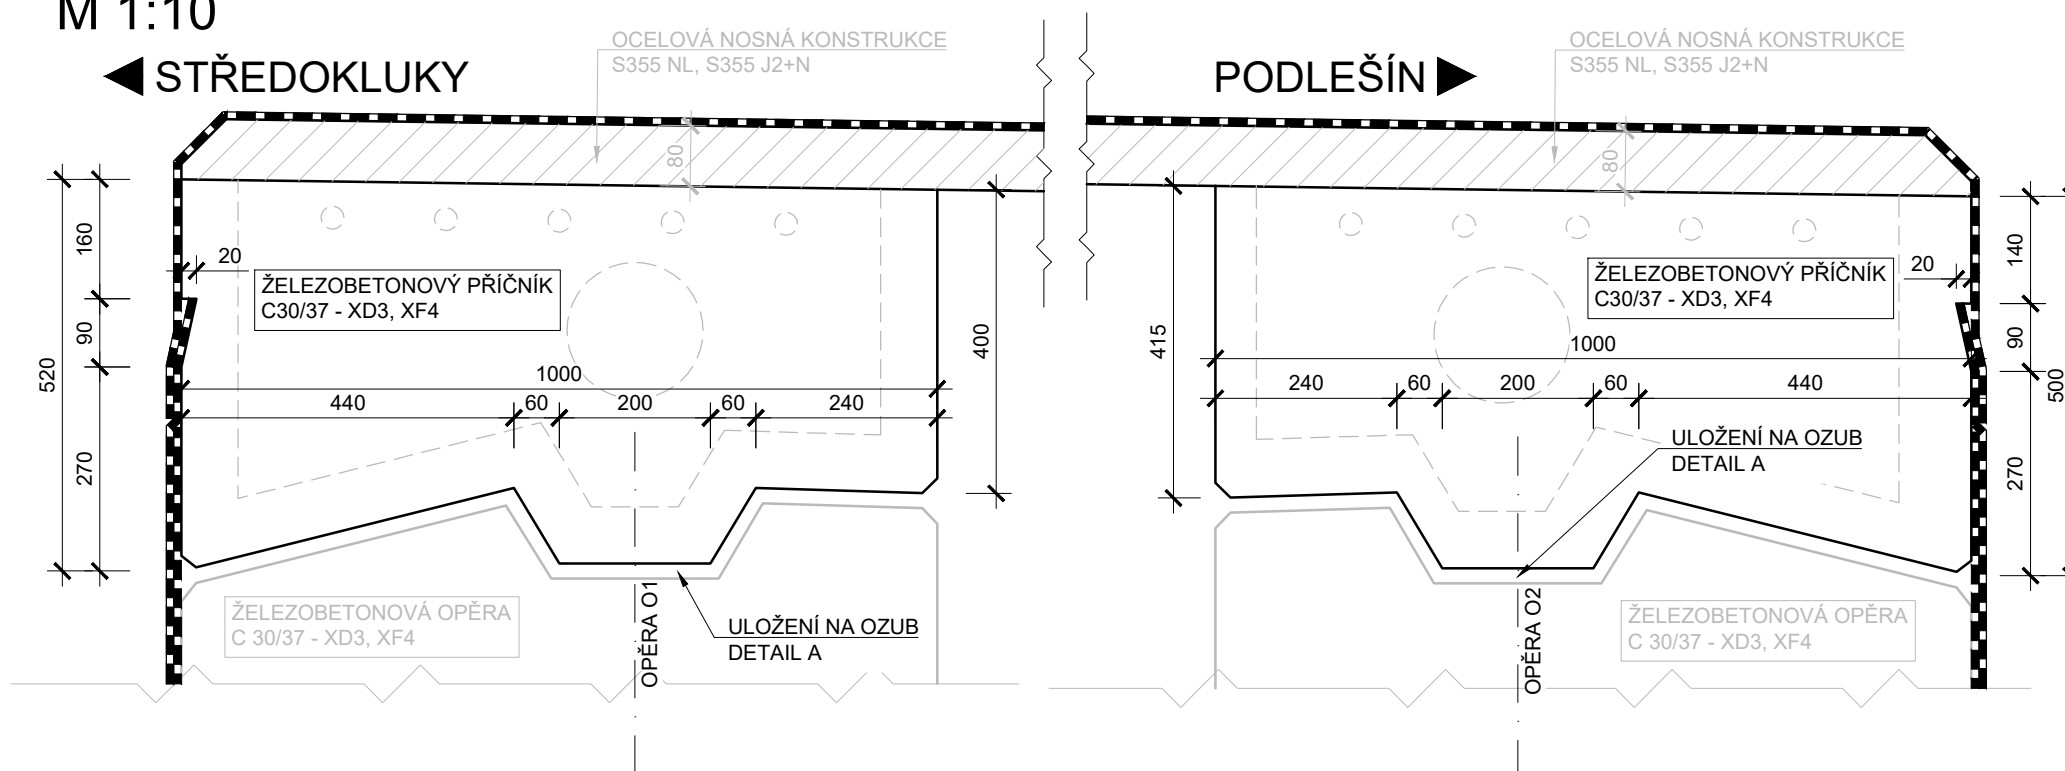 M 1:10
OCELOVÁ NOSNÁ KONSTRUKCE
S355 NL, S355 J2+N
STŘEDOKLUKY
80
160
20
ŽELEZOBETONOVÝ PŘÍČNÍK
C30/37 - XD3, XF4
90
520
400
1000
440
60
200
60
240
270
ŽELEZOBETONOVÁ OPĚRA
C 30/37 - XD3, XF4
OPĚRA O1
ULOŽENÍ NA OZUB
DETAIL A
OCELOVÁ NOSNÁ KONSTRUKCE
S355 NL, S355 J2+N
PODLEŠÍN
80
140
20
ŽELEZOBETONOVÝ PŘÍČNÍK
C30/37 - XD3, XF4
415
90
1000
240
60
200
60
440
500
ULOŽENÍ NA OZUB
DETAIL A
270
OPĚRA O2
ŽELEZOBETONOVÁ OPĚRA
C 30/37 - XD3, XF4